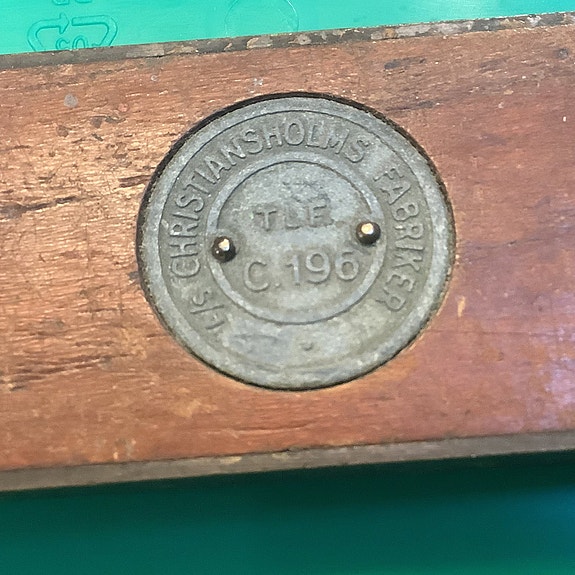 A/S CHRISTIANSHOLMS FABRIKER
TLF.
C. 196